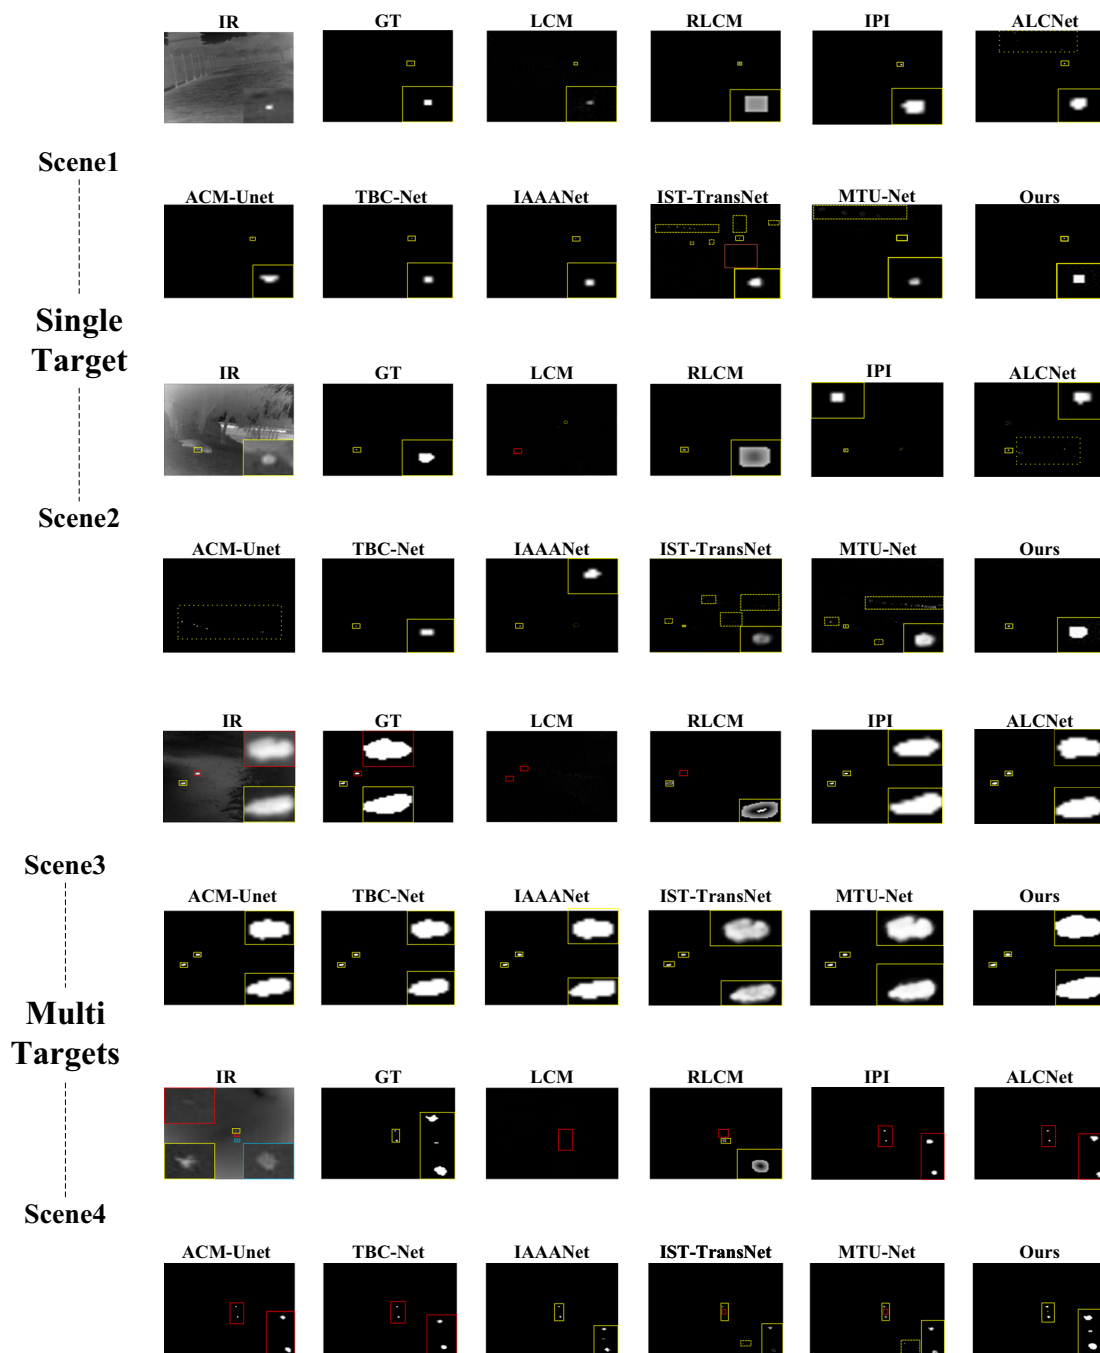 IR GT LCM RLCM IPI ALCNet
Scene1
ACM-Unet TBC-Net IAAANet IST-TransNet MTU-Net Ours
Single
Target
IR GT LCM RLCM IPI ALCNet
Scene2
ACM-Unet TBC-Net IAAANet IST-TransNet MTU-Net Ours
IR GT LCM RLCM IPI ALCNet
Scene3
ACM-Unet TBC-Net IAAANet IST-TransNet MTU-Net Ours
Multi
Targets
IR GT LCM RLCM IPI ALCNet
Scene4
ACM-Unet TBC-Net IAAANet IST-TransNet MTU-Net Ours